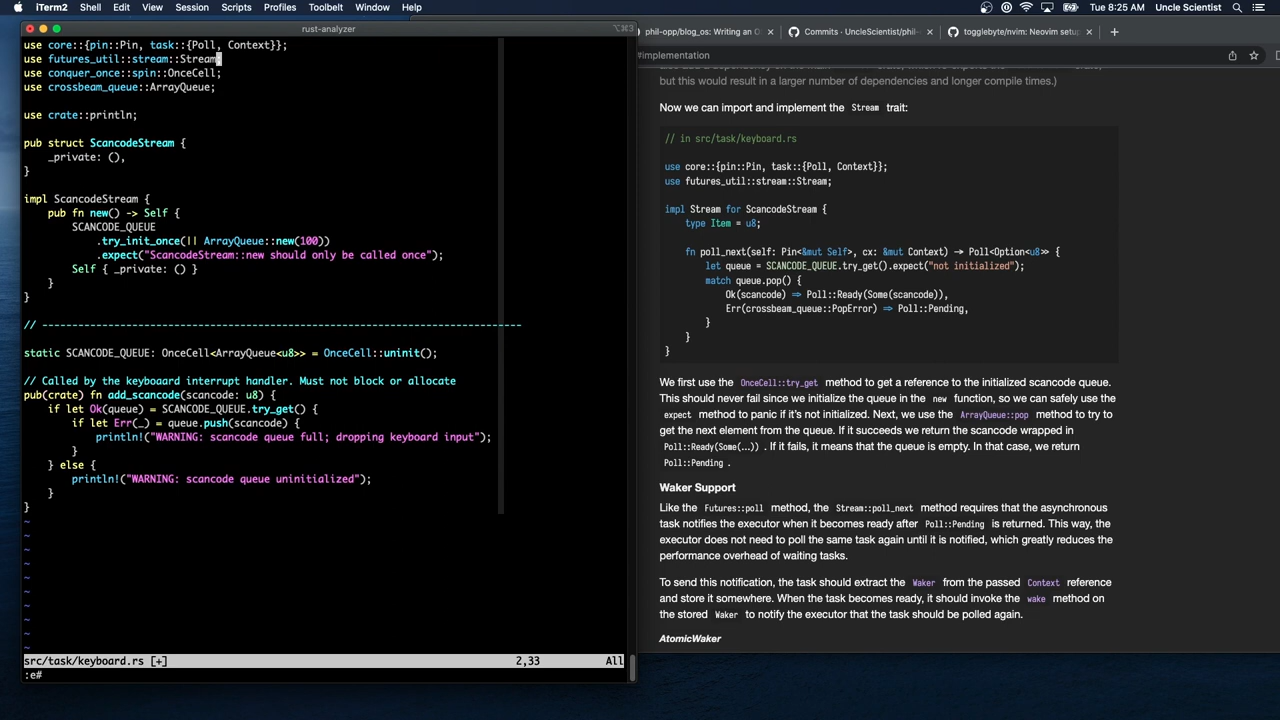 iTerm2 Shell Edit View Session Scripts Profiles Toolbelt Window Help
Tue 8:25 AM Uncle Scientist
rust-analyzer
⌥⌘3
use core::{pin::Pin, task::{Poll, Context}};
use futures_util::stream::Stream;
use conquer_once::spin::OnceCell;
use crossbeam_queue::ArrayQueue;
use crate::println;
pub struct ScancodeStream {
_private: (),
}
impl ScancodeStream {
pub fn new() -> Self {
SCANCODE_QUEUE
.try_init_once(|| ArrayQueue::new(100))
.expect("ScancodeStream::new should only be called once");
Self { _private: () }
}
}
// --------------------------------------------------------------------------------
static SCANCODE_QUEUE: OnceCell<ArrayQueue<u8>> = OnceCell::uninit();
// Called by the keyboaard interrupt handler. Must not block or allocate
pub(crate) fn add_scancode(scancode: u8) {
if let Ok(queue) = SCANCODE_QUEUE.try_get() {
if let Err(_) = queue.push(scancode) {
println!("WARNING: scancode queue full; dropping keyboard input");
}
} else {
println!("WARNING: scancode queue uninitialized");
}
}
~
~
~
~
~
~
~
~
~
~
src/task/keyboard.rs [+] 2,33 All
:e#
phil-opp/blog_os: Writing an O
Commits · UncleScientist/phil-
togglebyte/nvim: Neovim setup
#implementation
but this would result in a larger number of dependencies and longer compile times.)
Now we can import and implement the Stream trait:
// in src/task/keyboard.rs
use core::{pin::Pin, task::{Poll, Context}};
use futures_util::stream::Stream;
impl Stream for ScancodeStream {
type Item = u8;
fn poll_next(self: Pin<&mut Self>, cx: &mut Context) -> Poll<Option<u8>> {
let queue = SCANCODE_QUEUE.try_get().expect("not initialized");
match queue.pop() {
Ok(scancode) => Poll::Ready(Some(scancode)),
Err(crossbeam_queue::PopError) => Poll::Pending,
}
}
}
We first use the OnceCell::try_get method to get a reference to the initialized scancode queue.
This should never fail since we initialize the queue in the new function, so we can safely use the
expect method to panic if it's not initialized. Next, we use the ArrayQueue::pop method to try to
get the next element from the queue. If it succeeds we return the scancode wrapped in
Poll::Ready(Some(...)) . If it fails, it means that the queue is empty. In that case, we return
Poll::Pending .
Waker Support
Like the Futures::poll method, the Stream::poll_next method requires that the asynchronous
task notifies the executor when it becomes ready after Poll::Pending is returned. This way, the
executor does not need to poll the same task again until it is notified, which greatly reduces the
performance overhead of waiting tasks.
To send this notification, the task should extract the Waker from the passed Context reference
and store it somewhere. When the task becomes ready, it should invoke the wake method on
the stored Waker to notify the executor that the task should be polled again.
AtomicWaker